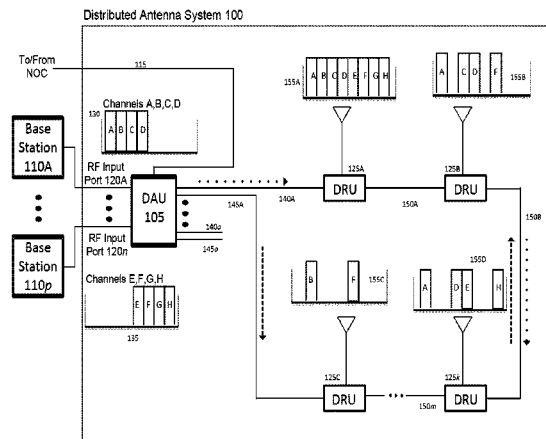 Distributed Antenna System 100
To/From
NOC
115
Channels A,B,C,D
130
A B C D
155A
A B C D E F G H
A C D F
155B
Base
Station
110A
RF Input
Port 120A
DAU
105
125A
DRU
125B
DRU
140A
145A
150A
150B
140o
145o
RF Input
Port 120n
Base
Station
110p
Channels E,F,G,H
E F G H
135
B F
155C
155D
A D E H
125C
DRU
125k
DRU
150m